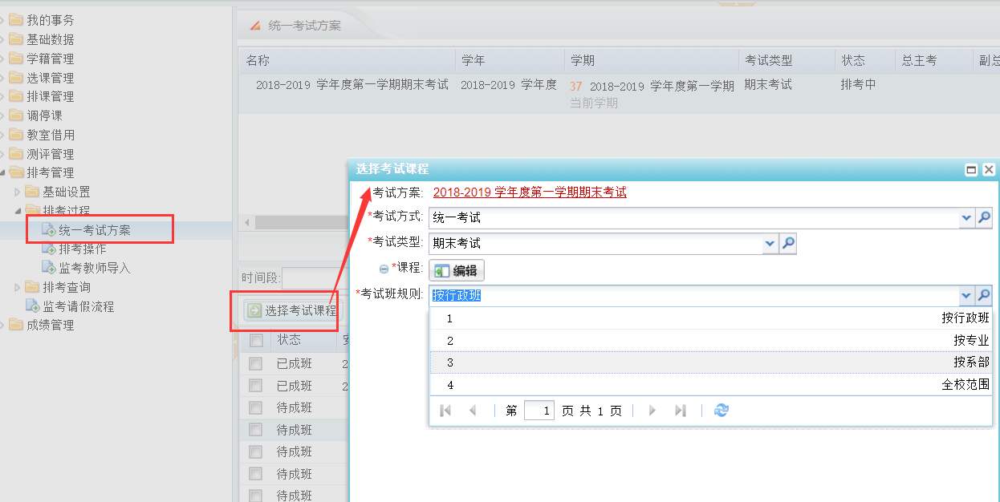 我的事务
基础数据
学籍管理
选课管理
排课管理
调停课
教室借用
测评管理
排考管理
基础设置
排考过程
统一考试方案
排考操作
监考教师导入
排考查询
监考请假流程
成绩管理
统一考试方案
名称 学年 学期 考试类型 状态 总主考 副总
2018-2019 学年度第一学期期末考试 2018-2019 学年度 37 2018-2019 学年度第一学期 期末考试 排考中
当前学期
时间段:
选择考试课程
状态
已成班 2
已成班 2
待成班
待成班
待成班
待成班
待成班
选择考试课程
考试方案: 2018-2019 学年度第一学期期末考试
*考试方式: 统一考试
*考试类型: 期末考试
*课程: 编辑
*考试班规则: 按行政班
1 按行政班
2 按专业
3 按系部
4 全校范围
第 1 页 共 1 页